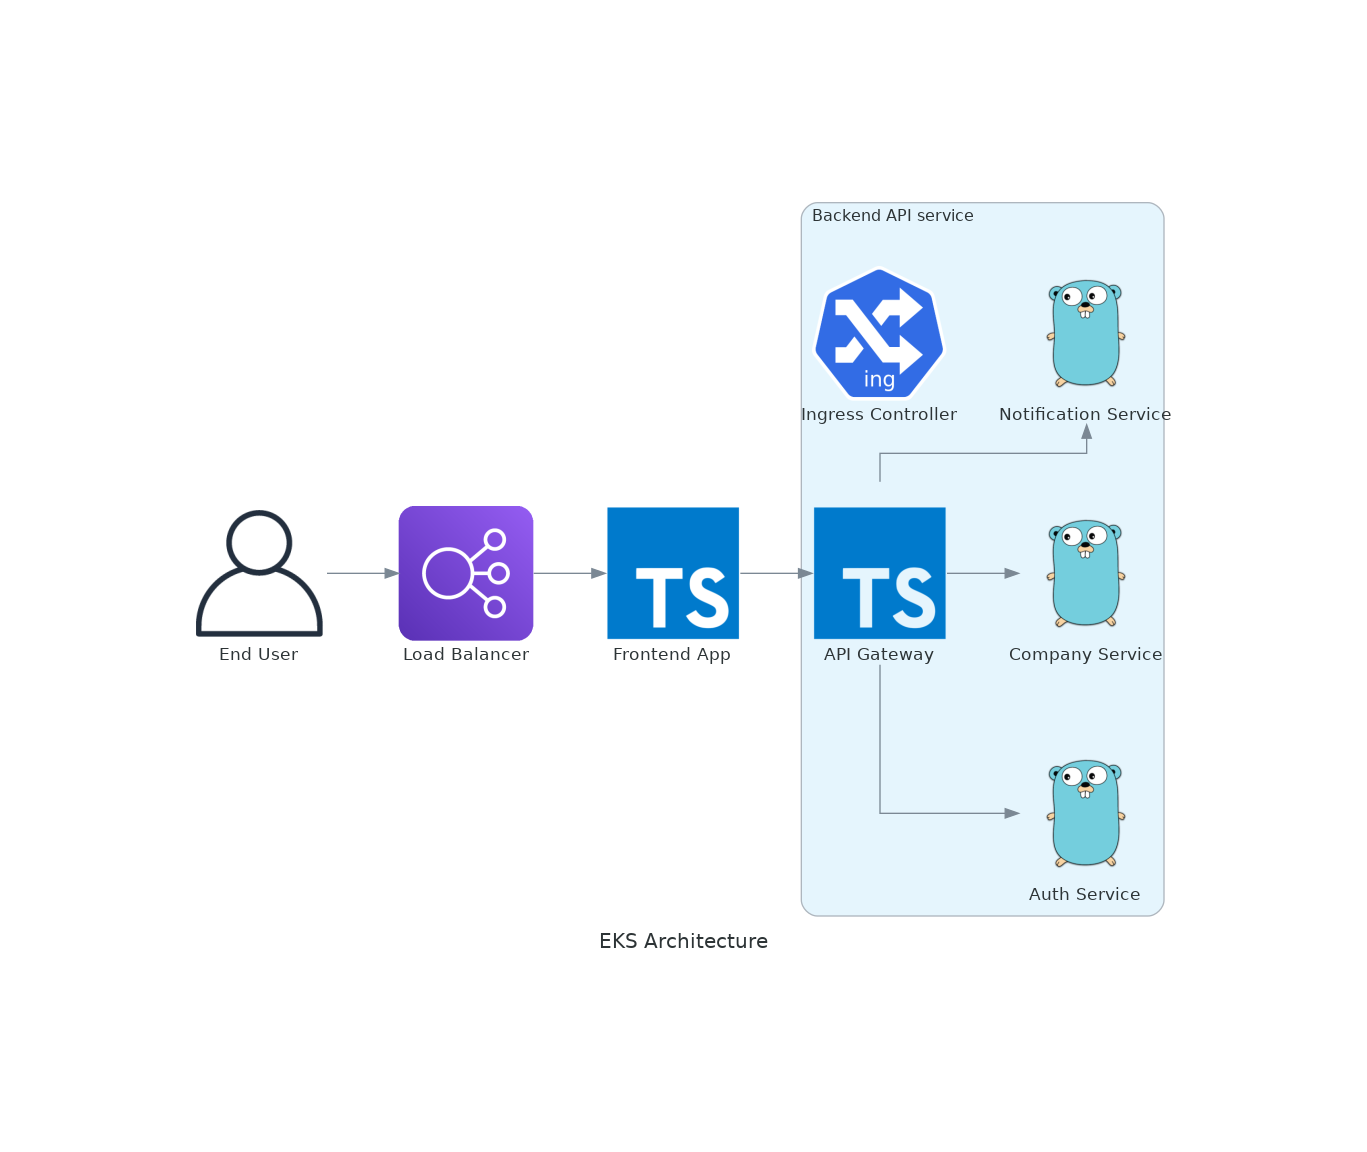 Backend API service
ing
Ingress Controller
Notification Service
TS
TS
End User
Load Balancer
Frontend App
API Gateway
Company Service
Auth Service
EKS Architecture